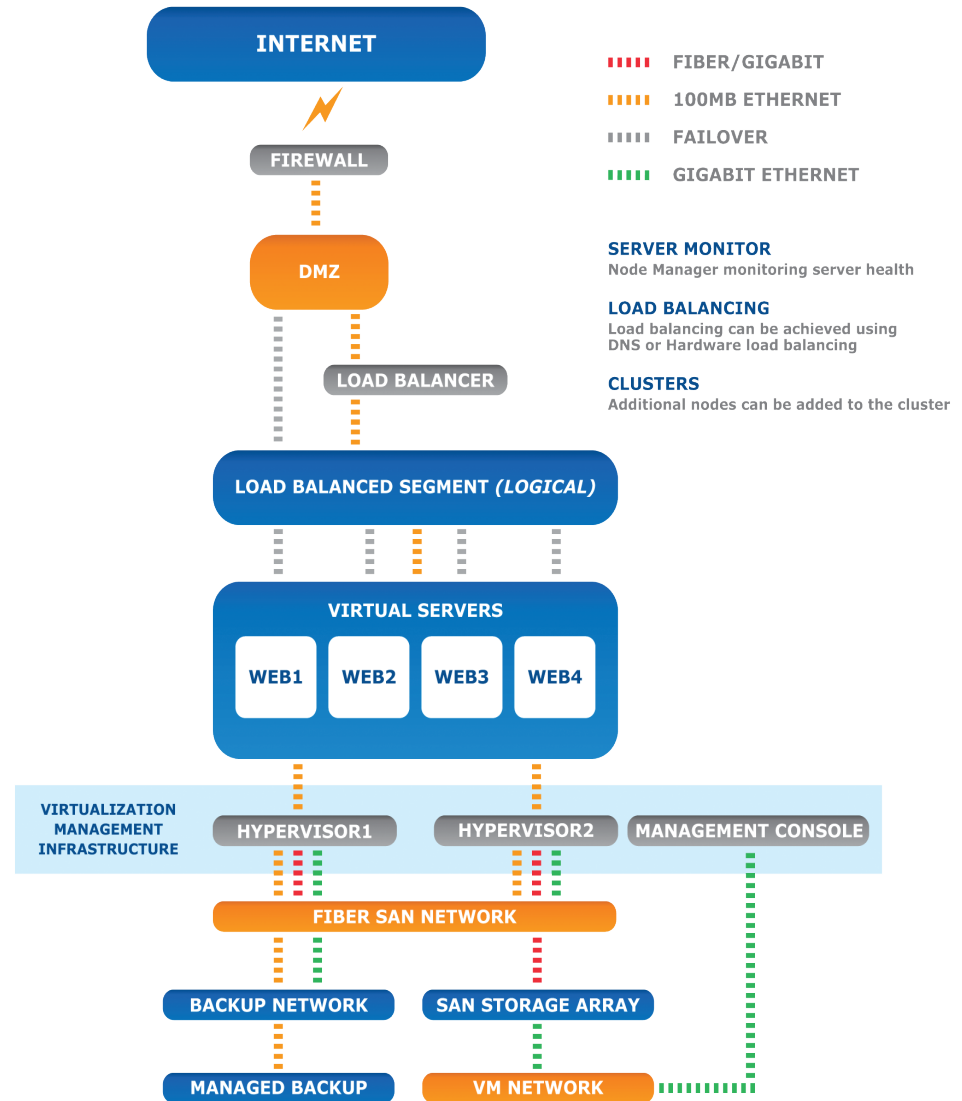 INTERNET
FIBER/GIGABIT
100MB ETHERNET
FAILOVER
GIGABIT ETHERNET
FIREWALL
DMZ
SERVER MONITOR
Node Manager monitoring server health
LOAD BALANCING
Load balancing can be achieved using
DNS or Hardware load balancing
CLUSTERS
Additional nodes can be added to the cluster
LOAD BALANCER
LOAD BALANCED SEGMENT (LOGICAL)
VIRTUAL SERVERS
WEB1
WEB2
WEB3
WEB4
VIRTUALIZATION
MANAGEMENT
INFRASTRUCTURE
HYPERVISOR1
HYPERVISOR2
MANAGEMENT CONSOLE
FIBER SAN NETWORK
BACKUP NETWORK
SAN STORAGE ARRAY
MANAGED BACKUP
VM NETWORK